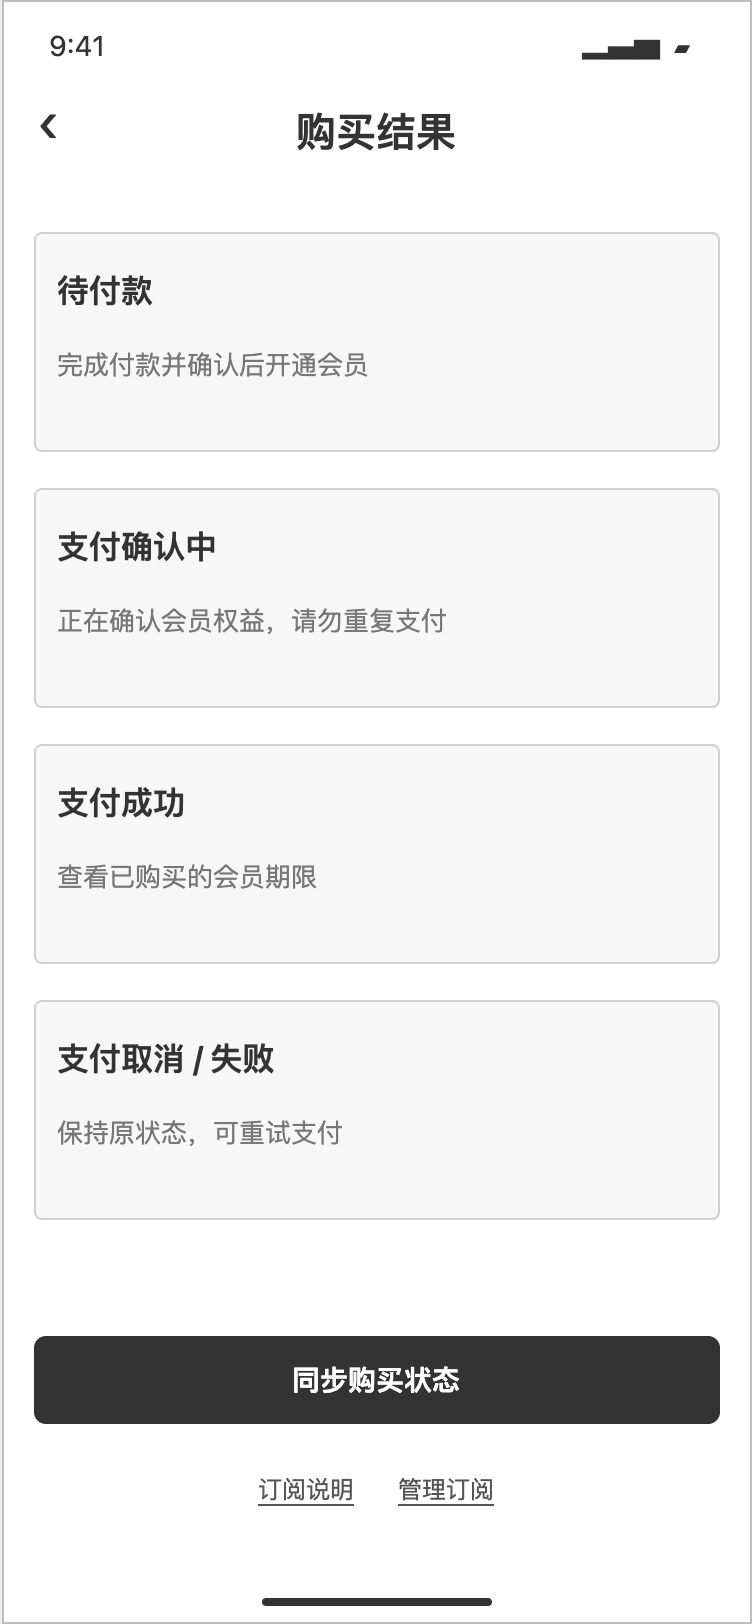 9:41
购买结果
待付款
完成付款并确认后开通会员
支付确认中
正在确认会员权益，请勿重复支付
支付成功
查看已购买的会员期限
支付取消 / 失败
保持原状态，可重试支付
同步购买状态
订阅说明 管理订阅